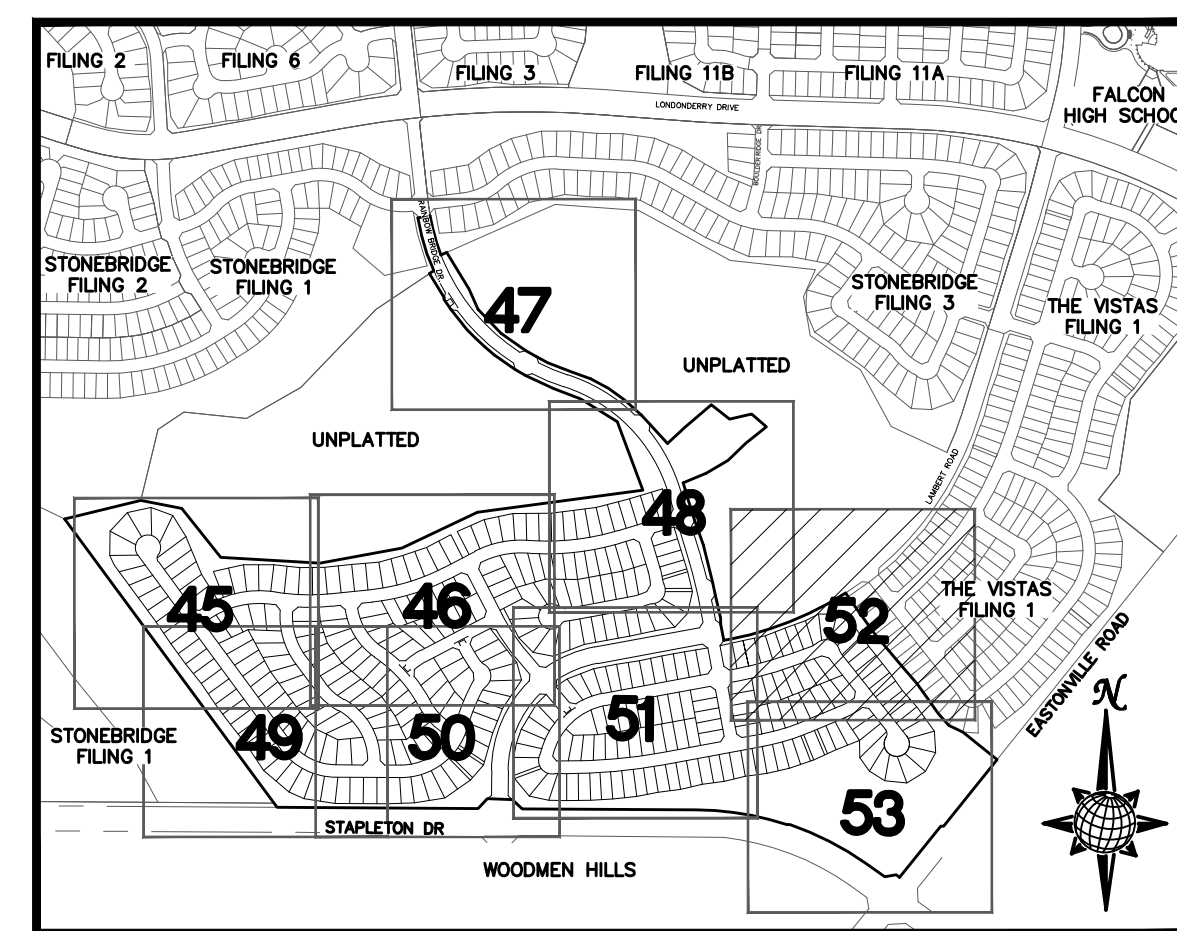 FILING 2
FILING 6
FILING 3
FILING 11B
FILING 11A
FALCON
HIGH SCHOO
LONDONDERRY DRIVE
BOULDER RIDGE DR
RAINBOW BRIDGE DR
STONEBRIDGE
FILING 2
STONEBRIDGE
FILING 1
47
STONEBRIDGE
FILING 3
THE VISTAS
FILING 1
UNPLATTED
UNPLATTED
LAMBERT ROAD
48
45
46
52
THE VISTAS
FILING 1
EASTONVILLE ROAD
N
STONEBRIDGE
FILING 1
49
50
51
53
STAPLETON DR
WOODMEN HILLS